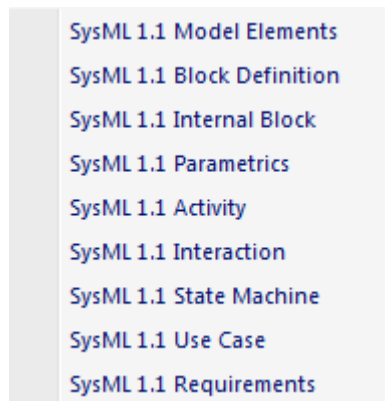 SysML 1.1 Model Elements
SysML 1.1 Block Definition
SysML 1.1 Internal Block
SysML 1.1 Parametrics
SysML 1.1 Activity
SysML 1.1 Interaction
SysML 1.1 State Machine
SysML 1.1 Use Case
SysML 1.1 Requirements